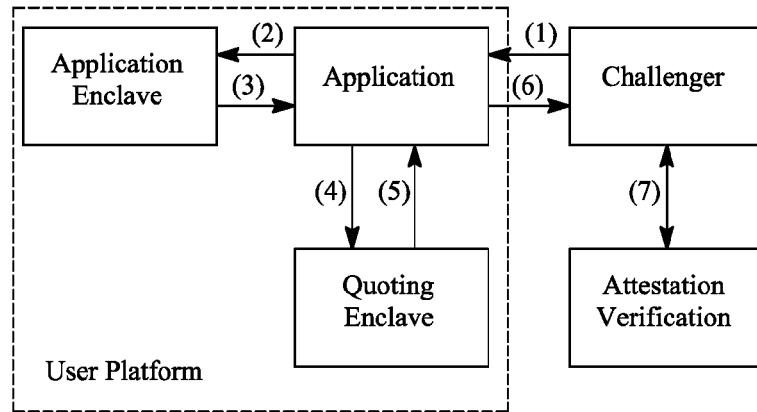 (2)
(1)
Application
Enclave
Application
Challenger
(3)
(6)
(4)
(5)
(7)
Quoting
Enclave
Attestation
Verification
User Platform